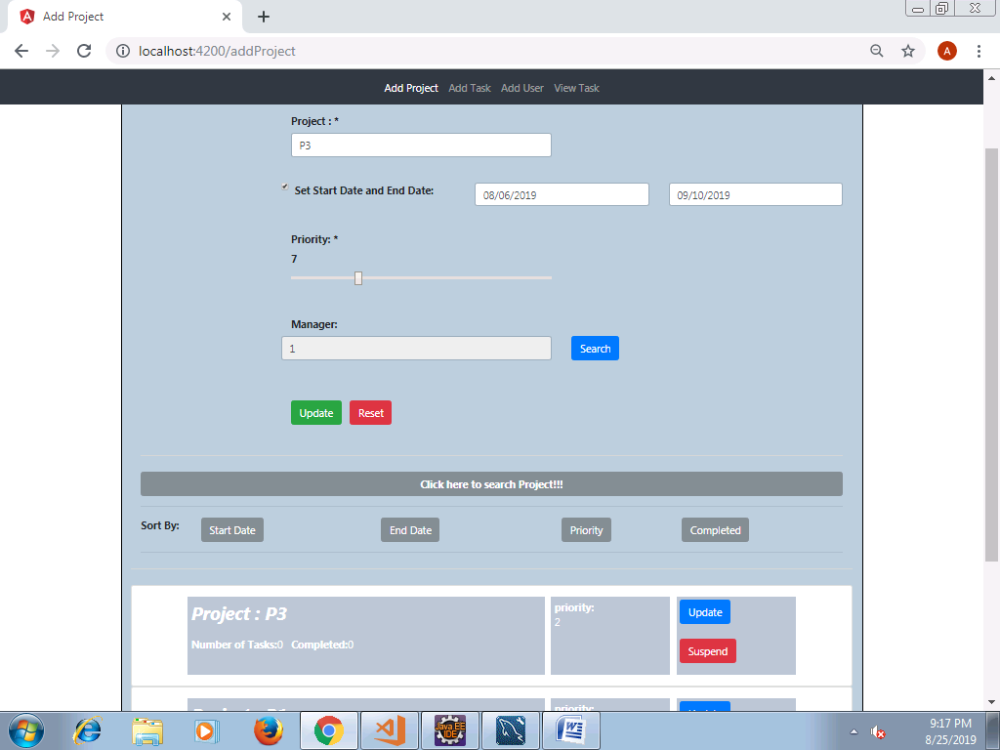 Add Project
localhost:4200/addProject
A
Add Project Add Task Add User View Task
Project : *
P3
Set Start Date and End Date: 08/06/2019 09/10/2019
Priority: *
7
Manager:
1 Search
Update Reset
Click here to search Project!!!
Sort By: Start Date End Date Priority Completed
Project : P3 priority: Update
Number of Tasks:0 Completed:0 2
Suspend
priority:
Java EE
IDE
9:17 PM
8/25/2019